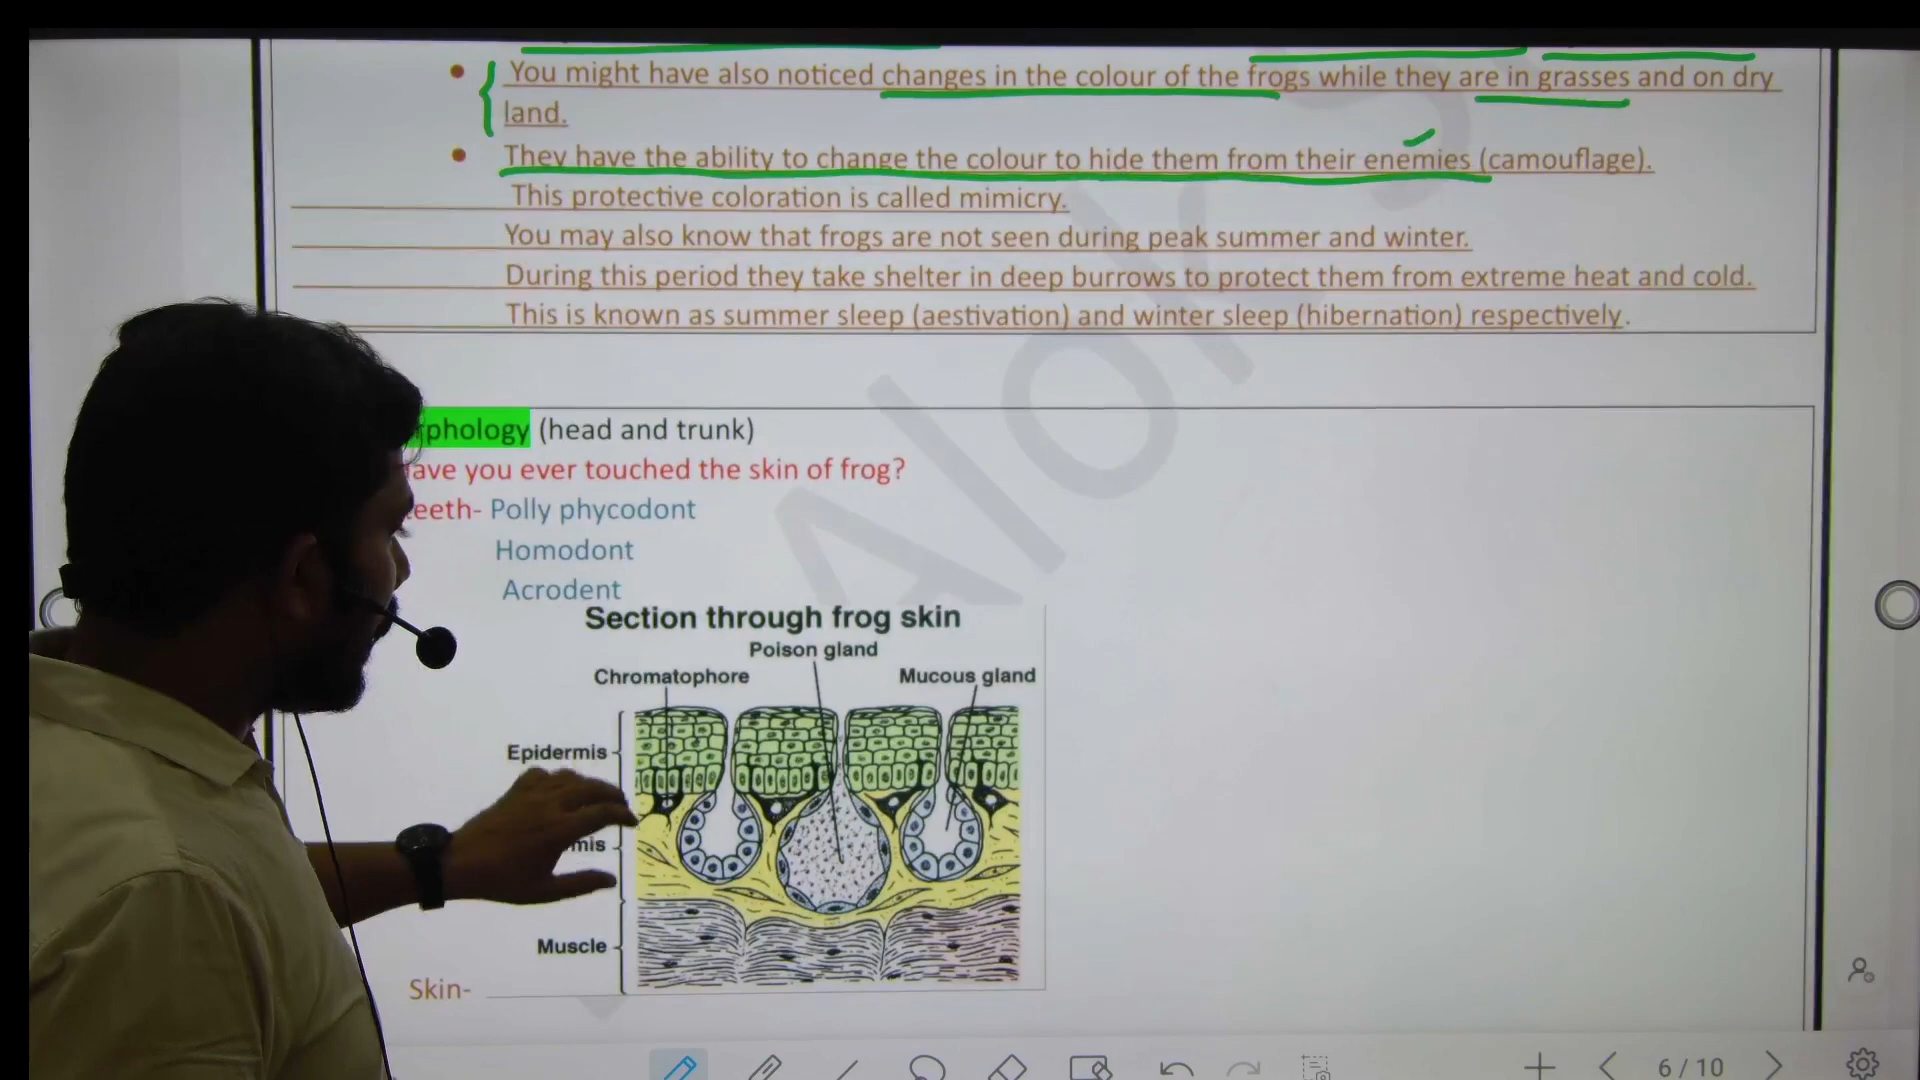 You might have also noticed changes in the colour of the frogs while they are in grasses and on dry
land.
They have the ability to change the colour to hide them from their enemies (camouflage).
This protective coloration is called mimicry.
You may also know that frogs are not seen during peak summer and winter.
During this period they take shelter in deep burrows to protect them from extreme heat and cold.
This is known as summer sleep (aestivation) and winter sleep (hibernation) respectively.
rphology (head and trunk)
ave you ever touched the skin of frog?
eeth- Polly phycodont
Homodont
Acrodent
Section through frog skin
Poison gland
Chromatophore
Mucous gland
Epidermis
mis
Muscle
Skin-
Alok
6/10